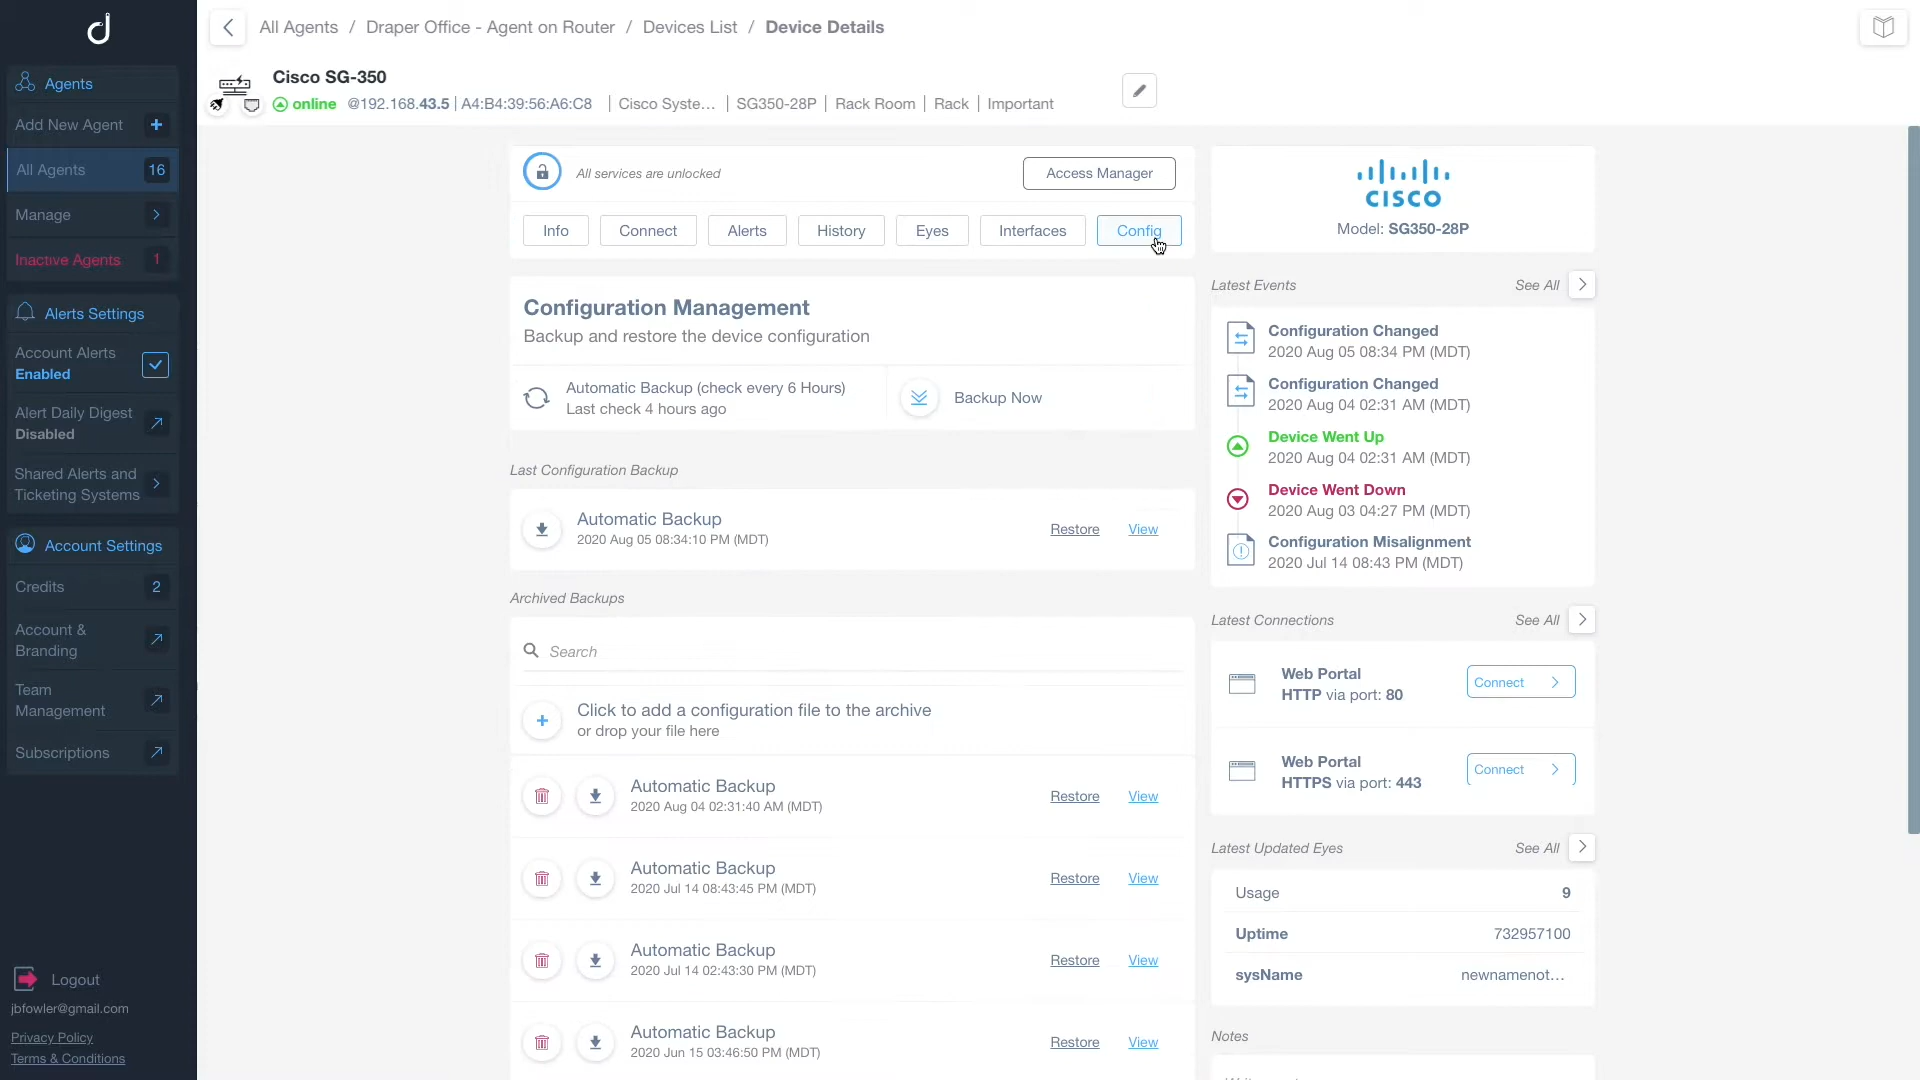 All Agents / Draper Office - Agent on Router / Devices List / Device Details
Cisco SG-350
online @192.168.43.5 | A4:B4:39:56:A6:C8 | Cisco Syste... | SG350-28P | Rack Room | Rack | Important
Agents
Add New Agent
All Agents 16
Manage
Inactive Agents 1
Alerts Settings
Account Alerts
Enabled
Alert Daily Digest
Disabled
Shared Alerts and
Ticketing Systems
Account Settings
Credits 2
Account &
Branding
Team
Management
Subscriptions
Logout
jbfowler@gmail.com
Privacy Policy
Terms & Conditions
All services are unlocked Access Manager
Info Connect Alerts History Eyes Interfaces Config
Configuration Management
Backup and restore the device configuration
Automatic Backup (check every 6 Hours)
Last check 4 hours ago
Backup Now
Last Configuration Backup
Automatic Backup
2020 Aug 05 08:34:10 PM (MDT)
Restore View
Archived Backups
Search
Click to add a configuration file to the archive
or drop your file here
Automatic Backup
2020 Aug 04 02:31:40 AM (MDT)
Restore View
Automatic Backup
2020 Jul 14 08:43:45 PM (MDT)
Restore View
Automatic Backup
2020 Jul 14 02:43:30 PM (MDT)
Restore View
Automatic Backup
2020 Jun 15 03:46:50 PM (MDT)
Restore View
CISCO
Model: SG350-28P
Latest Events See All
Configuration Changed
2020 Aug 05 08:34 PM (MDT)
Configuration Changed
2020 Aug 04 02:31 AM (MDT)
Device Went Up
2020 Aug 04 02:31 AM (MDT)
Device Went Down
2020 Aug 03 04:27 PM (MDT)
Configuration Misalignment
2020 Jul 14 08:43 PM (MDT)
Latest Connections See All
Web Portal
HTTP via port: 80
Connect
Web Portal
HTTPS via port: 443
Connect
Latest Updated Eyes See All
Usage 9
Uptime 732957100
sysName newnamenot...
Notes